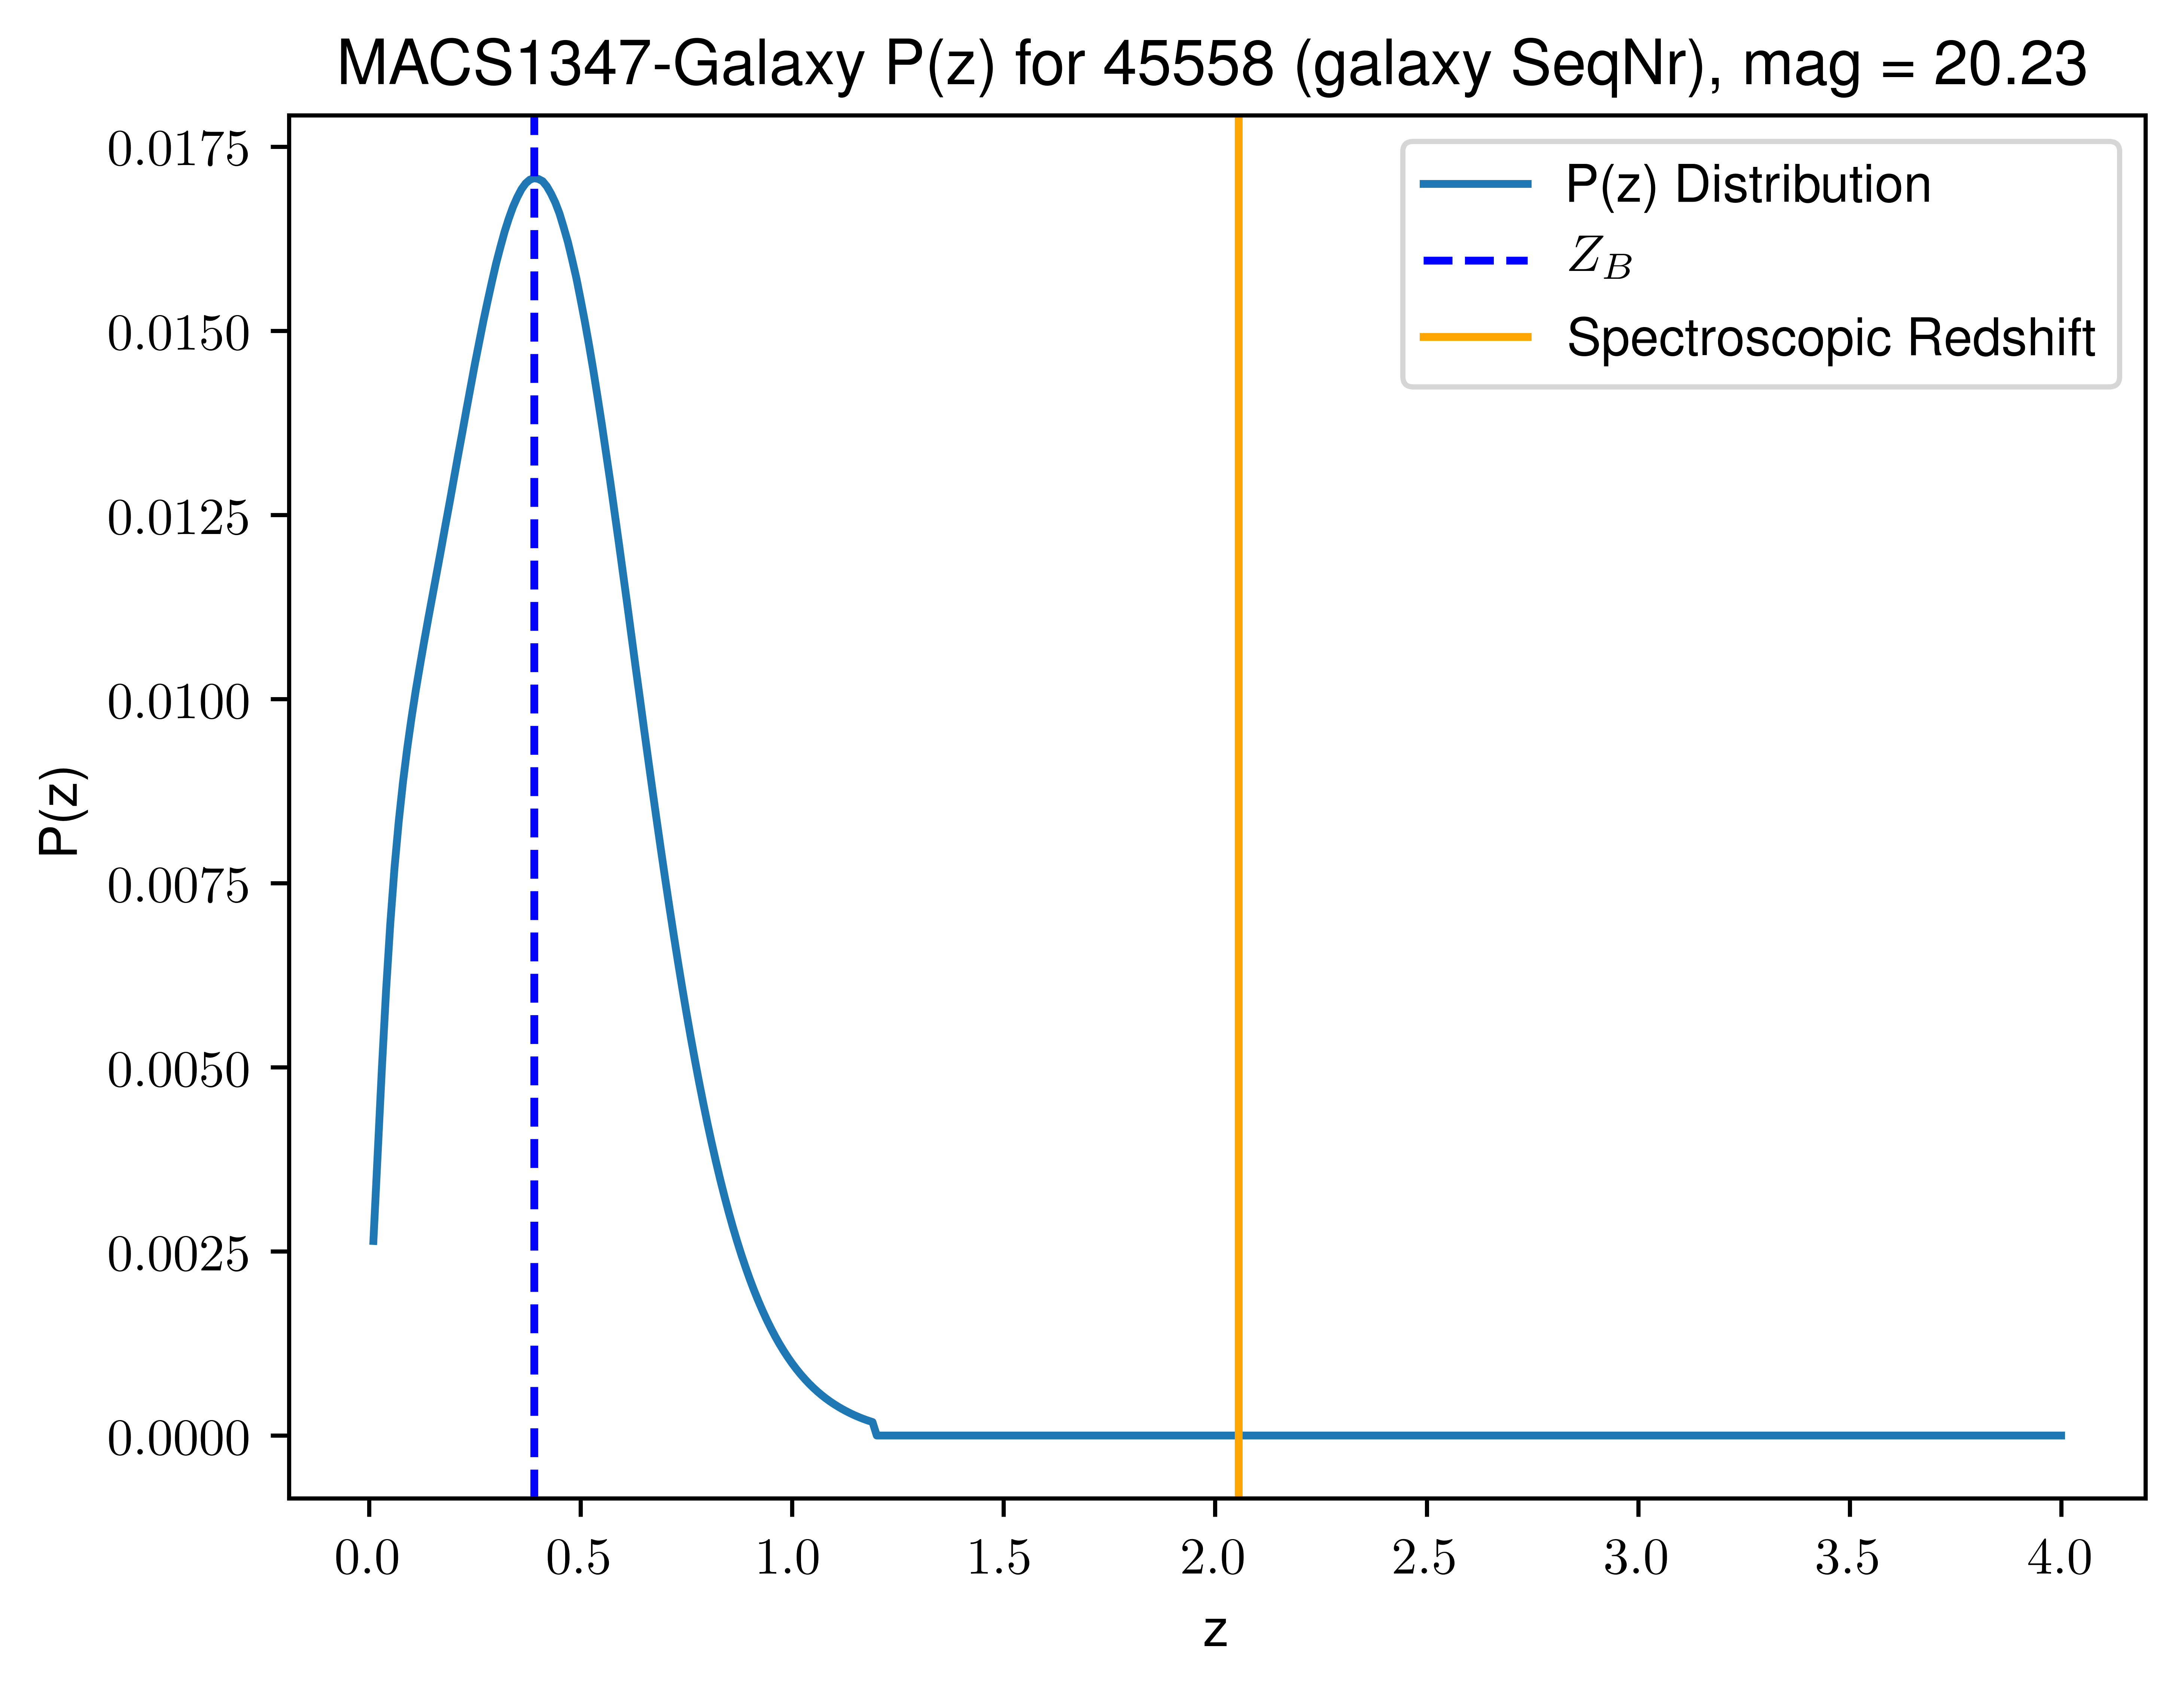 MACS1347-Galaxy P(z) for 45558 (galaxy SeqNr), mag = 20.23
P(z) Distribution
Z_B
Spectroscopic Redshift
P(z)
0.0175
0.0150
0.0125
0.0100
0.0075
0.0050
0.0025
0.0000
0.0 0.5 1.0 1.5 2.0 2.5 3.0 3.5 4.0
z